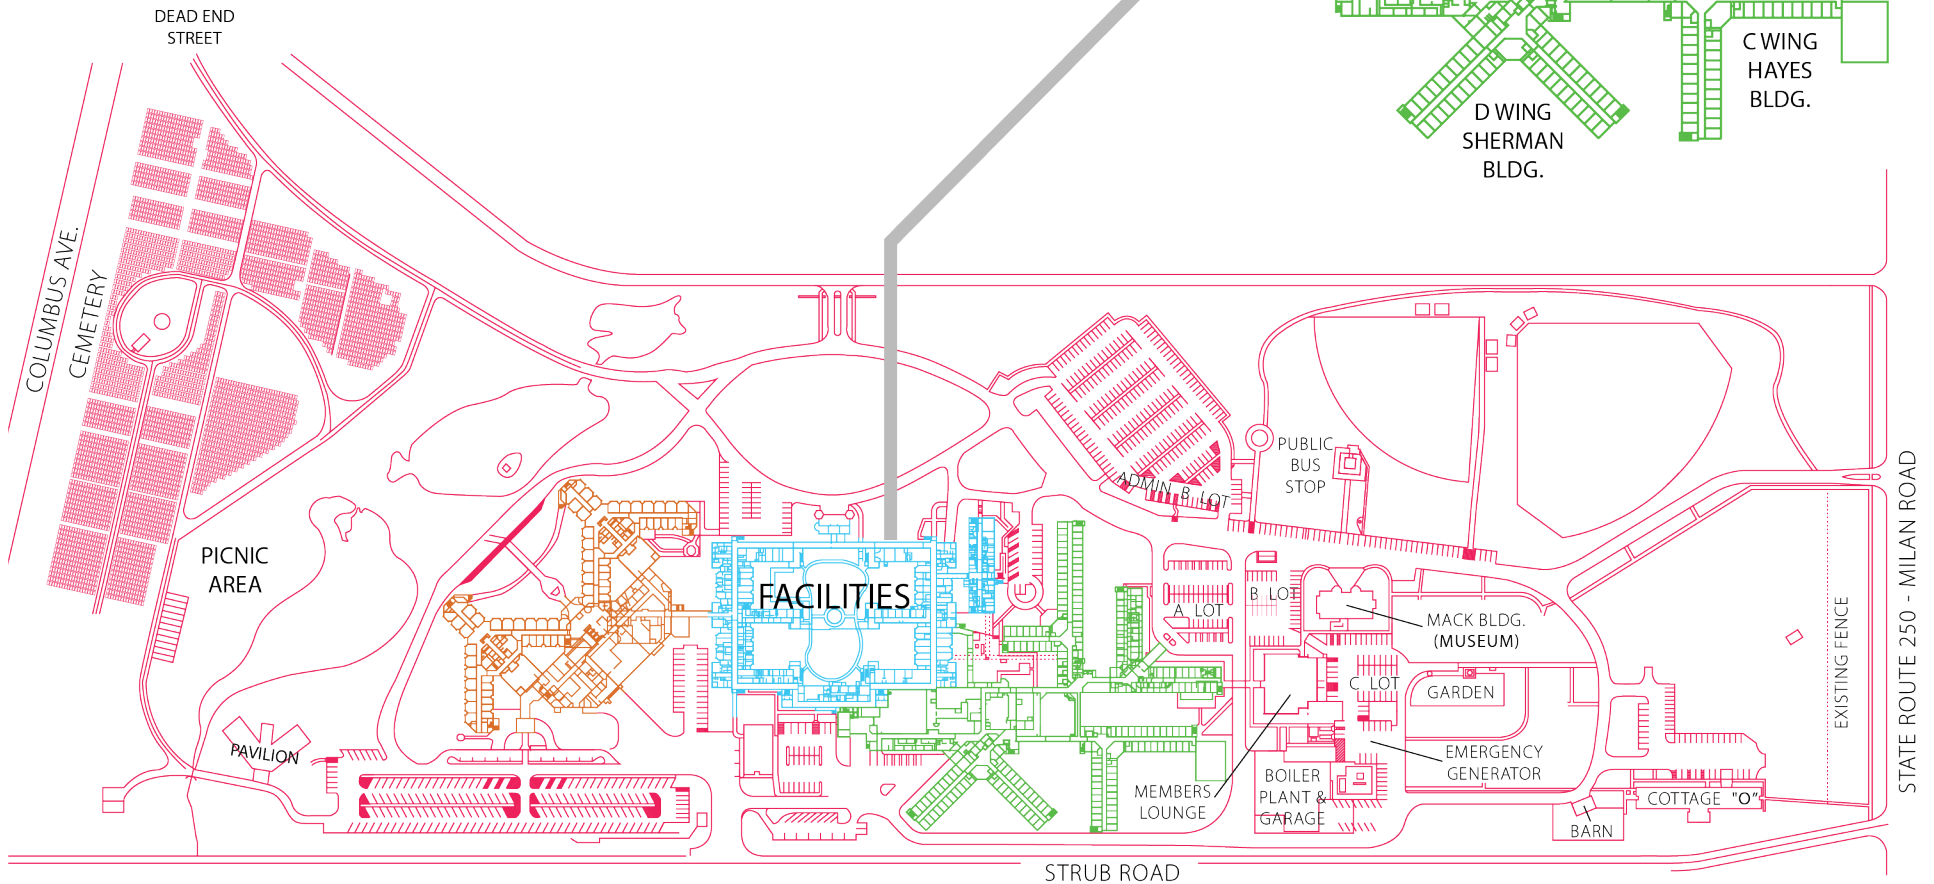 DEAD END
STREET
C WING
HAYES
BLDG.
D WING
SHERMAN
BLDG.
COLUMBUS AVE.
CEMETERY
PUBLIC
BUS
STOP
ADMIN B LOT
PICNIC
AREA
FACILITIES
A LOT
B LOT
MACK BLDG.
(MUSEUM)
C LOT
GARDEN
EXISTING FENCE
STATE ROUTE 250 - MILAN ROAD
PAVILION
EMERGENCY
GENERATOR
MEMBERS
LOUNGE
BOILER
PLANT &
GARAGE
COTTAGE "O"
BARN
STRUB ROAD